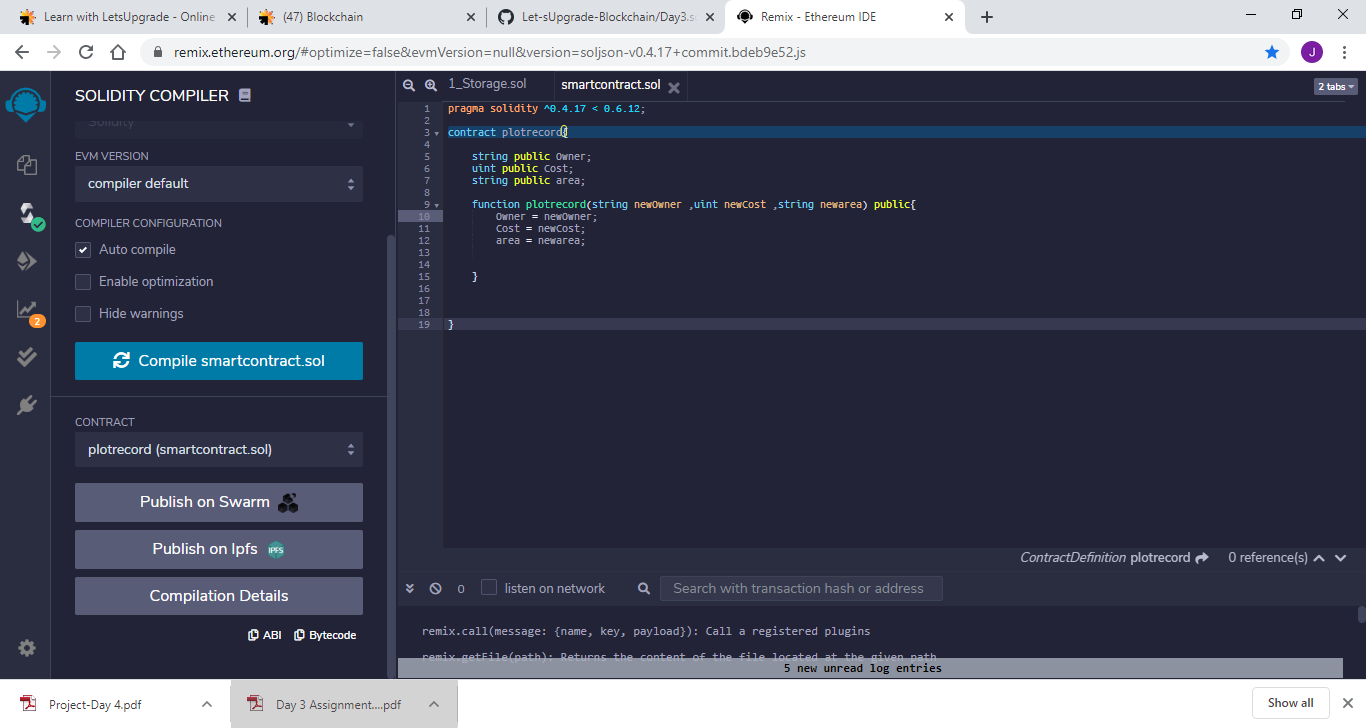 Learn with LetsUpgrade - Online
(47) Blockchain
Let-sUpgrade-Blockchain/Day3.s
Remix - Ethereum IDE
remix.ethereum.org/#optimize=false&evmVersion=null&version=soljson-v0.4.17+commit.bdeb9e52.js
J
SOLIDITY COMPILER
1_Storage.sol
smartcontract.sol
2 tabs
Solidity
EVM VERSION
compiler default
COMPILER CONFIGURATION
Auto compile
Enable optimization
Hide warnings
2
Compile smartcontract.sol
CONTRACT
plotrecord (smartcontract.sol)
Publish on Swarm
Publish on Ipfs
IPFS
Compilation Details
ABI
Bytecode
1 pragma solidity ^0.4.17 < 0.6.12;
2
3 contract plotrecord{
4
5 string public Owner;
6 uint public Cost;
7 string public area;
8
9 function plotrecord(string newOwner ,uint newCost ,string newarea) public{
10 Owner = newOwner;
11 Cost = newCost;
12 area = newarea;
13
14
15 }
16
17
18
19 }
ContractDefinition plotrecord
0 reference(s)
0
listen on network
Search with transaction hash or address
remix.call(message: {name, key, payload}): Call a registered plugins
remix.getFile(path): Returns the content of the file located at the given path
5 new unread log entries
Project-Day 4.pdf
Day 3 Assignment....pdf
Show all